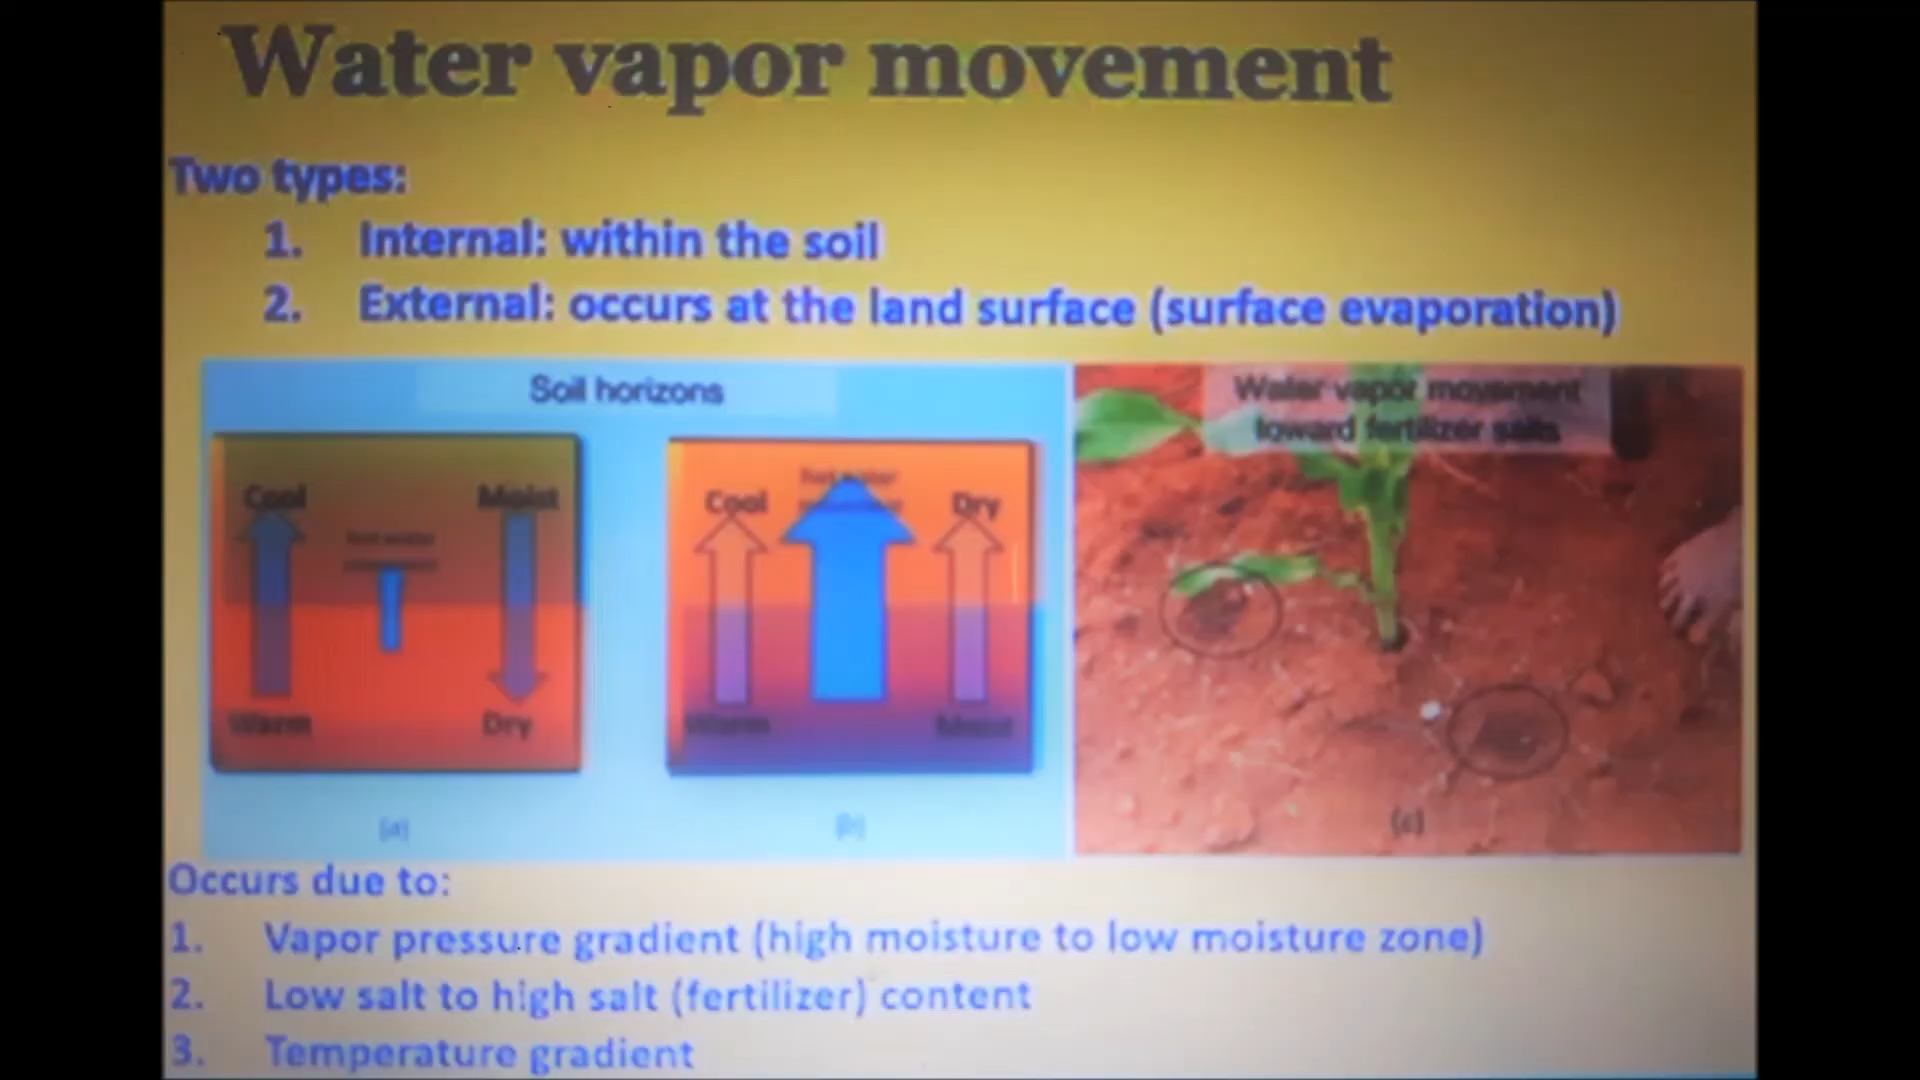 Water vapor movement
Two types:
1. Internal: within the soil
2. External: occurs at the land surface (surface evaporation)
Soil horizons
Water vapor movement
toward fertilizer salts
Cool
Moist
Warm
Dry
(a)
Cool
Dry
Warm
Moist
(b)
(c)
Occurs due to:
1. Vapor pressure gradient (high moisture to low moisture zone)
2. Low salt to high salt (fertilizer) content
3. Temperature gradient